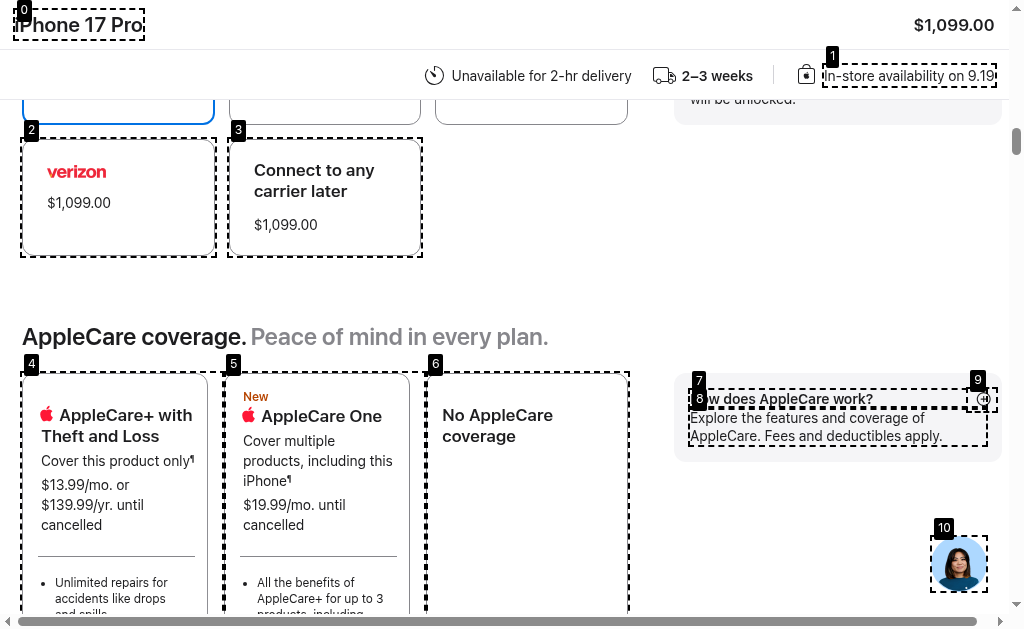 0
iPhone 17 Pro
$1,099.00
Unavailable for 2-hr delivery
2–3 weeks
1
In-store availability on 9.19
will be unlocked.
2
verizon
$1,099.00
3
Connect to any
carrier later
$1,099.00
AppleCare coverage. Peace of mind in every plan.
4
AppleCare+ with
Theft and Loss
Cover this product only¶
$13.99/mo. or
$139.99/yr. until
cancelled
Unlimited repairs for
accidents like drops
and spills
5
New
AppleCare One
Cover multiple
products, including this
iPhone¶
$19.99/mo. until
cancelled
All the benefits of
AppleCare+ for up to 3
products, including
6
No AppleCare
coverage
7
How does AppleCare work?
9
8
Explore the features and coverage of
AppleCare. Fees and deductibles apply.
10